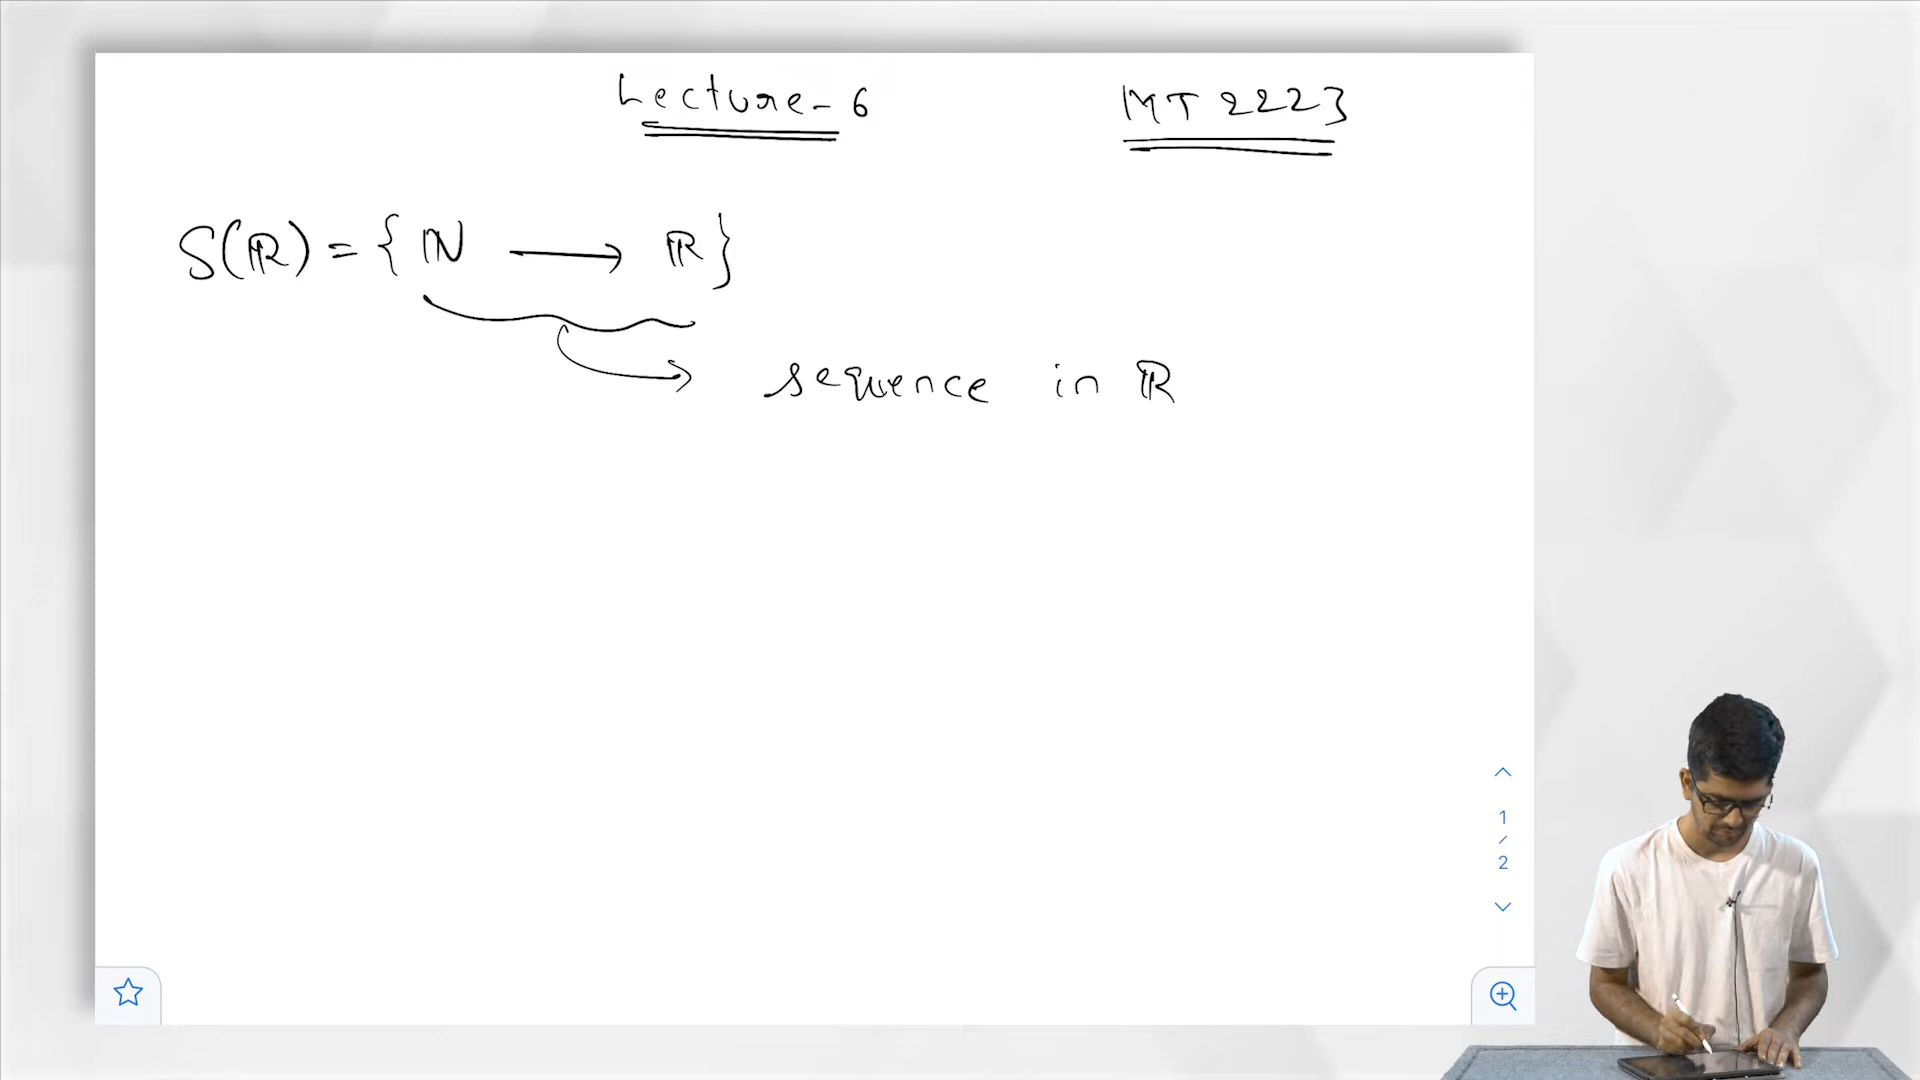 Lecture-6
MT 2223
S(ℝ) = { ℕ ⟶ ℝ }
sequence in ℝ
1
/
2